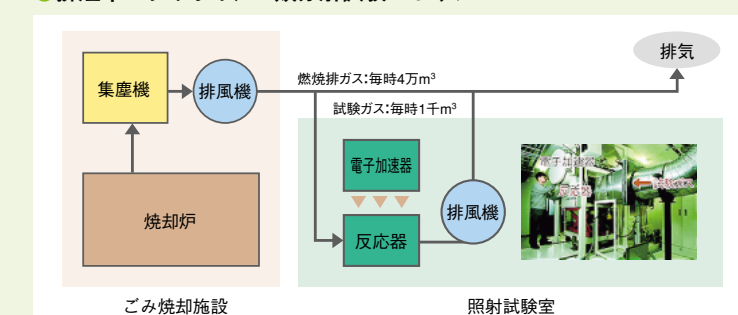 集塵機
排風機
燃焼排ガス：毎時4万m³
排気
試験ガス：毎時1千m³
電子加速器
反応器
排風機
焼却炉
電子加速器
反応器
ごみ焼却施設
照射試験室